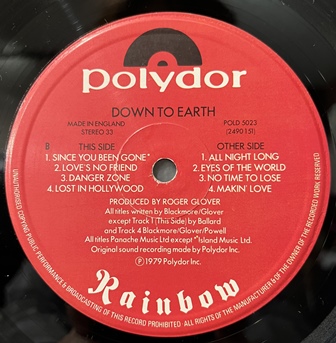 polydor
DOWN TO EARTH
MADE IN ENGLAND
STEREO 33
POLD 5023
(2490 151)
B THIS SIDE
1. SINCE YOU BEEN GONE*
2. LOVE'S NO FRIEND
3. DANGER ZONE
4. LOST IN HOLLYWOOD
OTHER SIDE
1. ALL NIGHT LONG
2. EYES OF THE WORLD
3. NO TIME TO LOSE
4. MAKIN' LOVE
PRODUCED BY ROGER GLOVER
All titles written by Blackmore/Glover
except Track 1 (This Side) by Ballard
and Track 4 Blackmore/Glover/Powell
All titles Panache Music Ltd except *Island Music Ltd.
Original sound recording made by Polydor Inc.
℗ 1979 Polydor Inc.
Rainbow
UNAUTHORISED COPYING PUBLIC PERFORMANCE & BROADCASTING OF THIS RECORD PROHIBITED. ALL RIGHTS OF THE MANUFACTURER & OF THE OWNER OF THE RECORDED WORK RESERVED